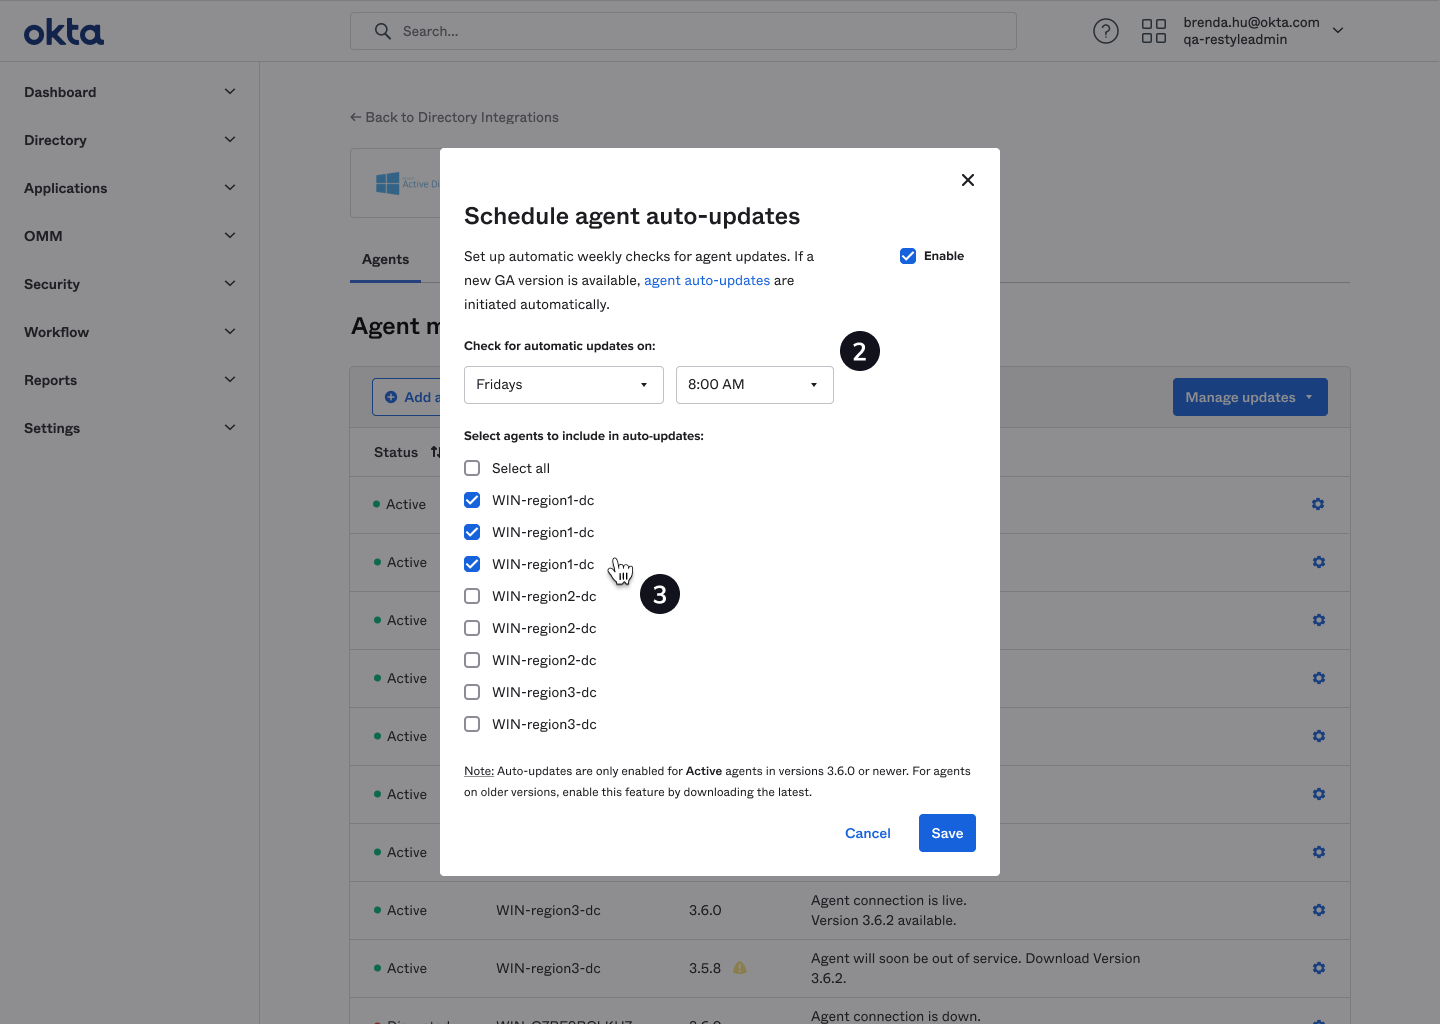 okta
Search...
?
brenda.hu@okta.com
qa-restyleadmin
Dashboard
Directory
Applications
OMM
Security
Workflow
Reports
Settings
← Back to Directory Integrations
Active Di
Agents
Agent m
Add a
Manage updates
Status
Active
Active
Active
Active
Active
Active
Active
Active WIN-region3-dc 3.6.0 Agent connection is live.
Version 3.6.2 available.
Active WIN-region3-dc 3.5.8 Agent will soon be out of service. Download Version
3.6.2.
Agent connection is down.
Schedule agent auto-updates
Set up automatic weekly checks for agent updates. If a
new GA version is available, agent auto-updates are
initiated automatically.
Enable
Check for automatic updates on:
2
Fridays
8:00 AM
Select agents to include in auto-updates:
Select all
WIN-region1-dc
WIN-region1-dc
WIN-region1-dc
3
WIN-region2-dc
WIN-region2-dc
WIN-region2-dc
WIN-region3-dc
WIN-region3-dc
Note: Auto-updates are only enabled for Active agents in versions 3.6.0 or newer. For agents
on older versions, enable this feature by downloading the latest.
Cancel
Save